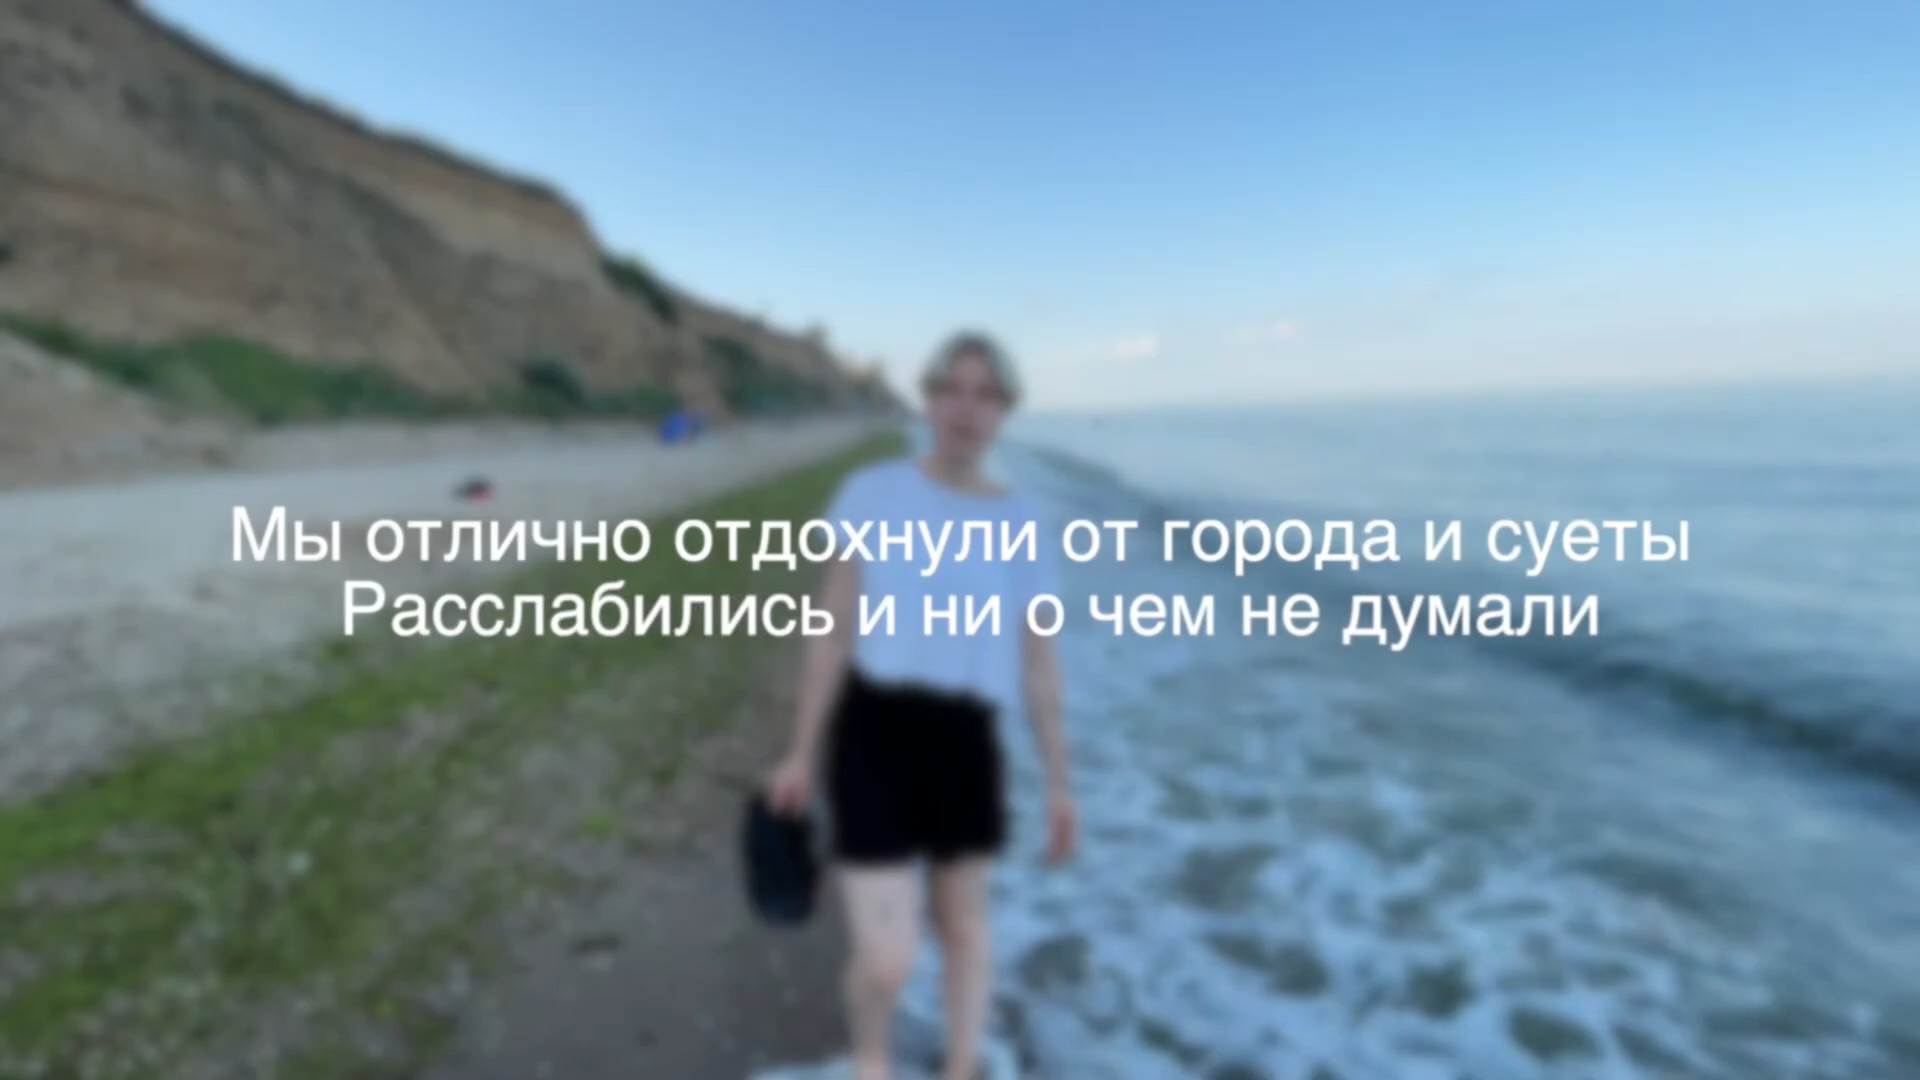 Мы отлично отдохнули от города и суеты
Расслабились и ни о чем не думали